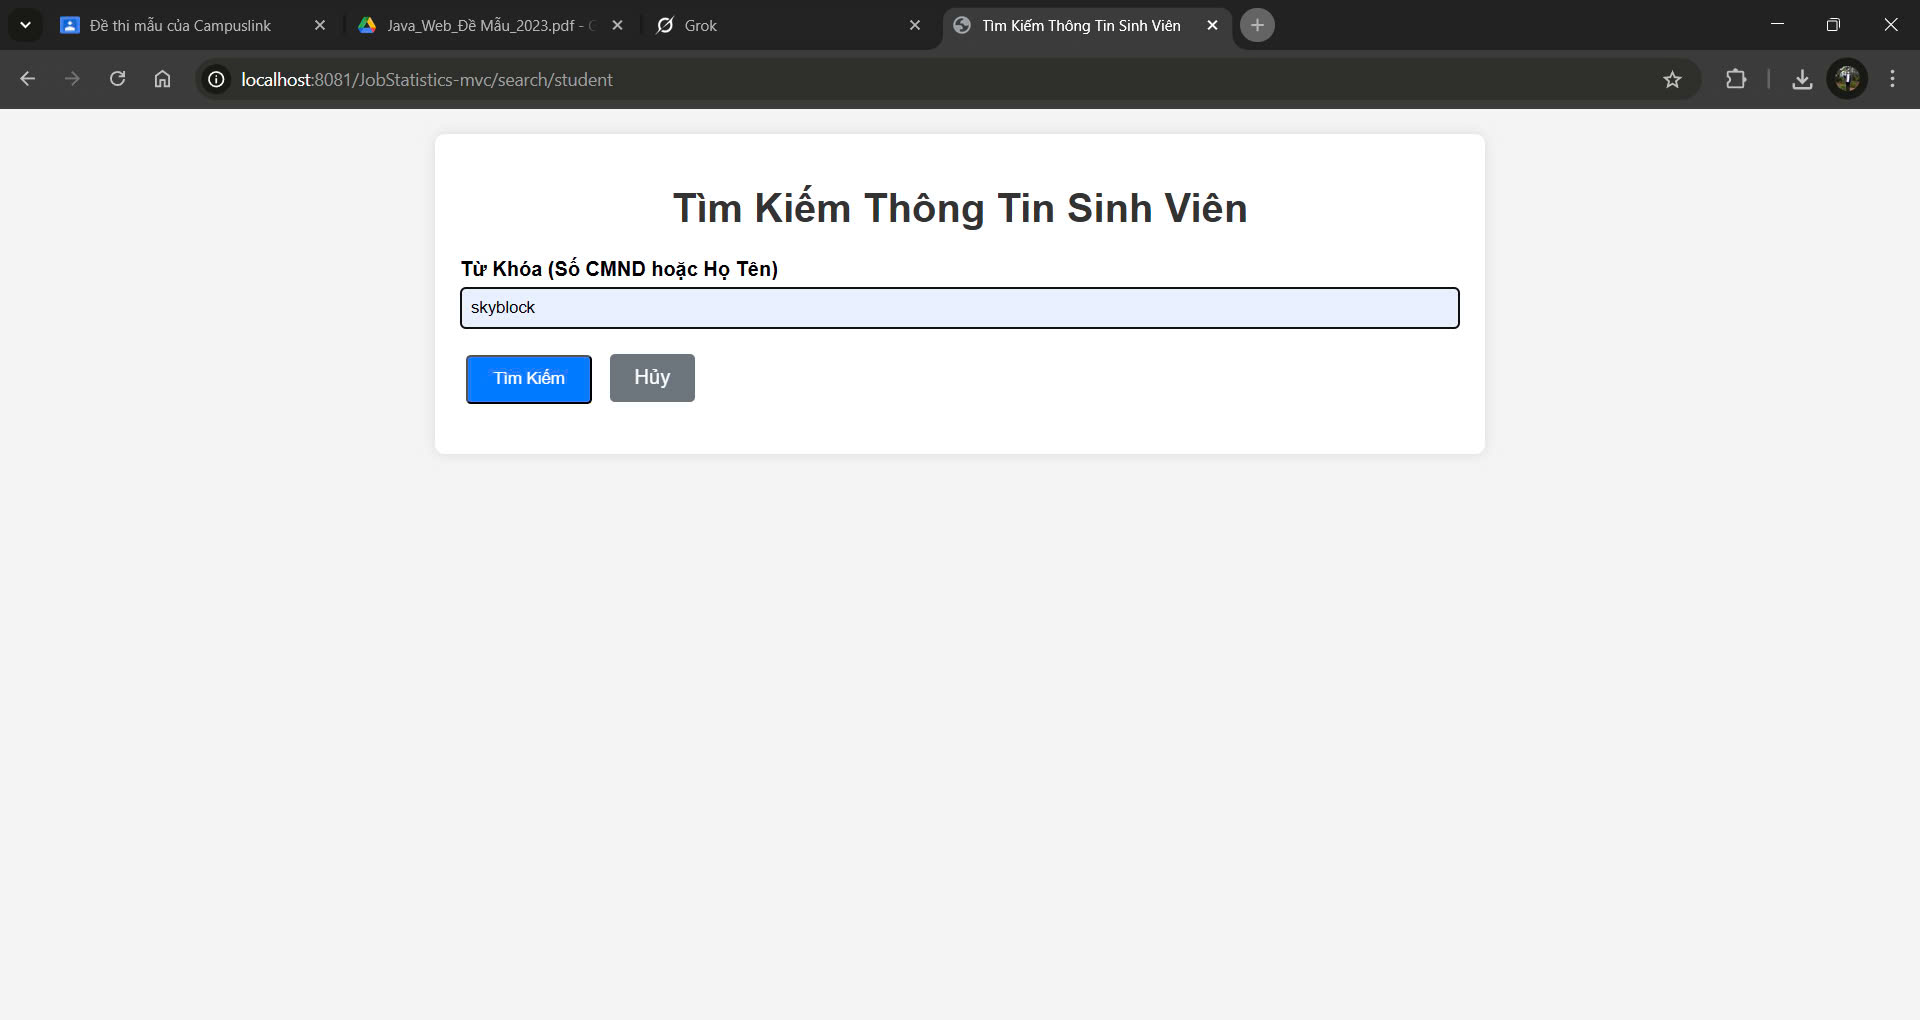 Đề thi mẫu của Campuslink
Java_Web_Đề Mẫu_2023.pdf -
Grok
Tìm Kiếm Thông Tin Sinh Viên
localhost:8081/JobStatistics-mvc/search/student
Tìm Kiếm Thông Tin Sinh Viên
Từ Khóa (Số CMND hoặc Họ Tên)
skyblock
Tìm Kiếm
Hủy